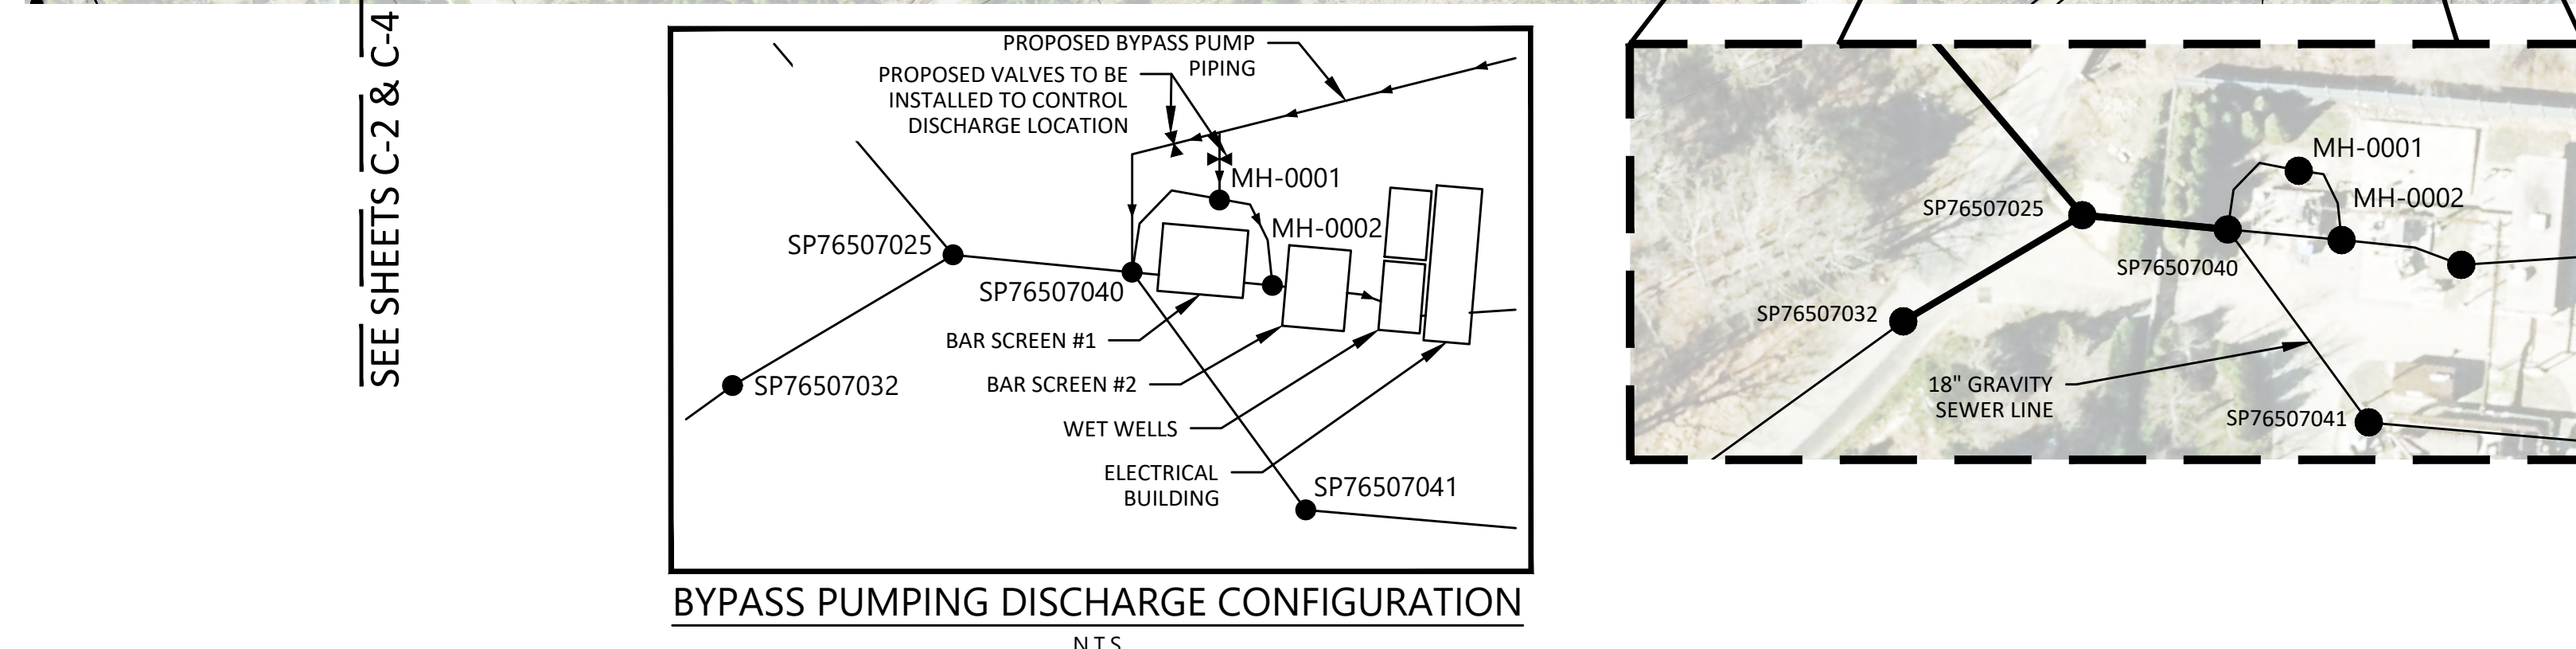 SEE SHEETS C-2 & C-4
PROPOSED BYPASS PUMP
PIPING
PROPOSED VALVES TO BE
INSTALLED TO CONTROL
DISCHARGE LOCATION
MH-0001
MH-0002
SP76507025
SP76507040
BAR SCREEN #1
SP76507032
BAR SCREEN #2
WET WELLS
ELECTRICAL
BUILDING
SP76507041
BYPASS PUMPING DISCHARGE CONFIGURATION
N.T.S.
MH-0001
MH-0002
SP76507025
SP76507040
SP76507032
18" GRAVITY
SEWER LINE
SP76507041